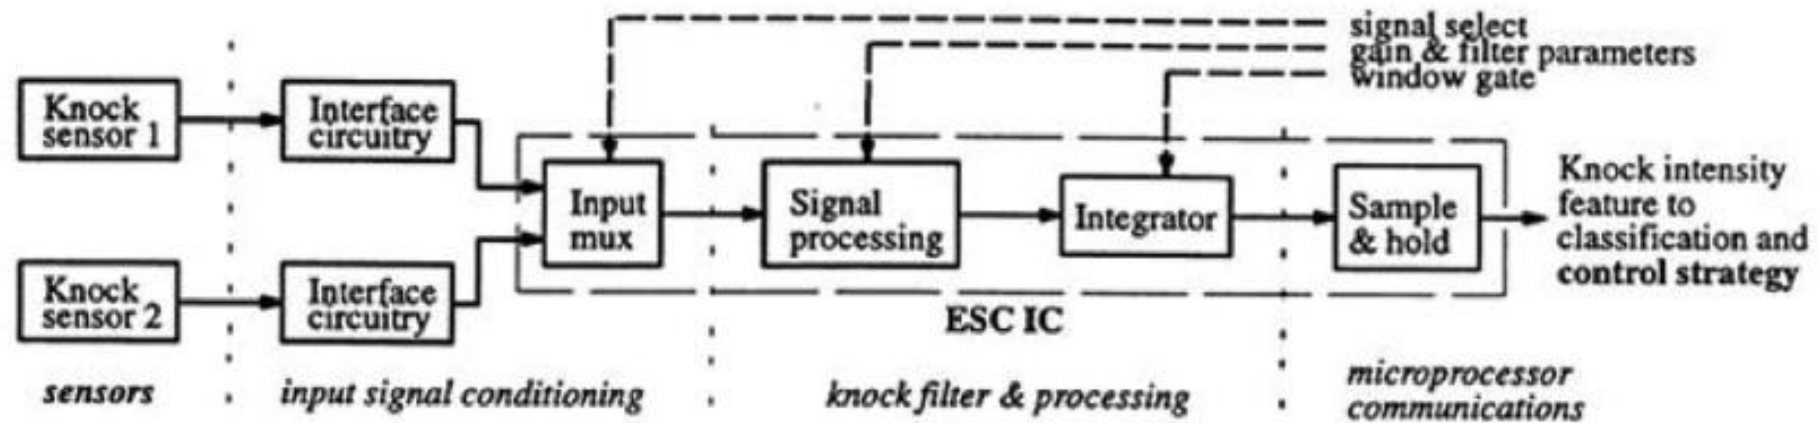 signal select
gain & filter parameters
window gate
Knock
sensor 1
Interface
circuitry
Input
mux
Signal
processing
Integrator
Sample
& hold
Knock intensity
feature to
classification and
control strategy
Knock
sensor 2
Interface
circuitry
ESC IC
sensors
input signal conditioning
knock filter & processing
microprocessor
communications